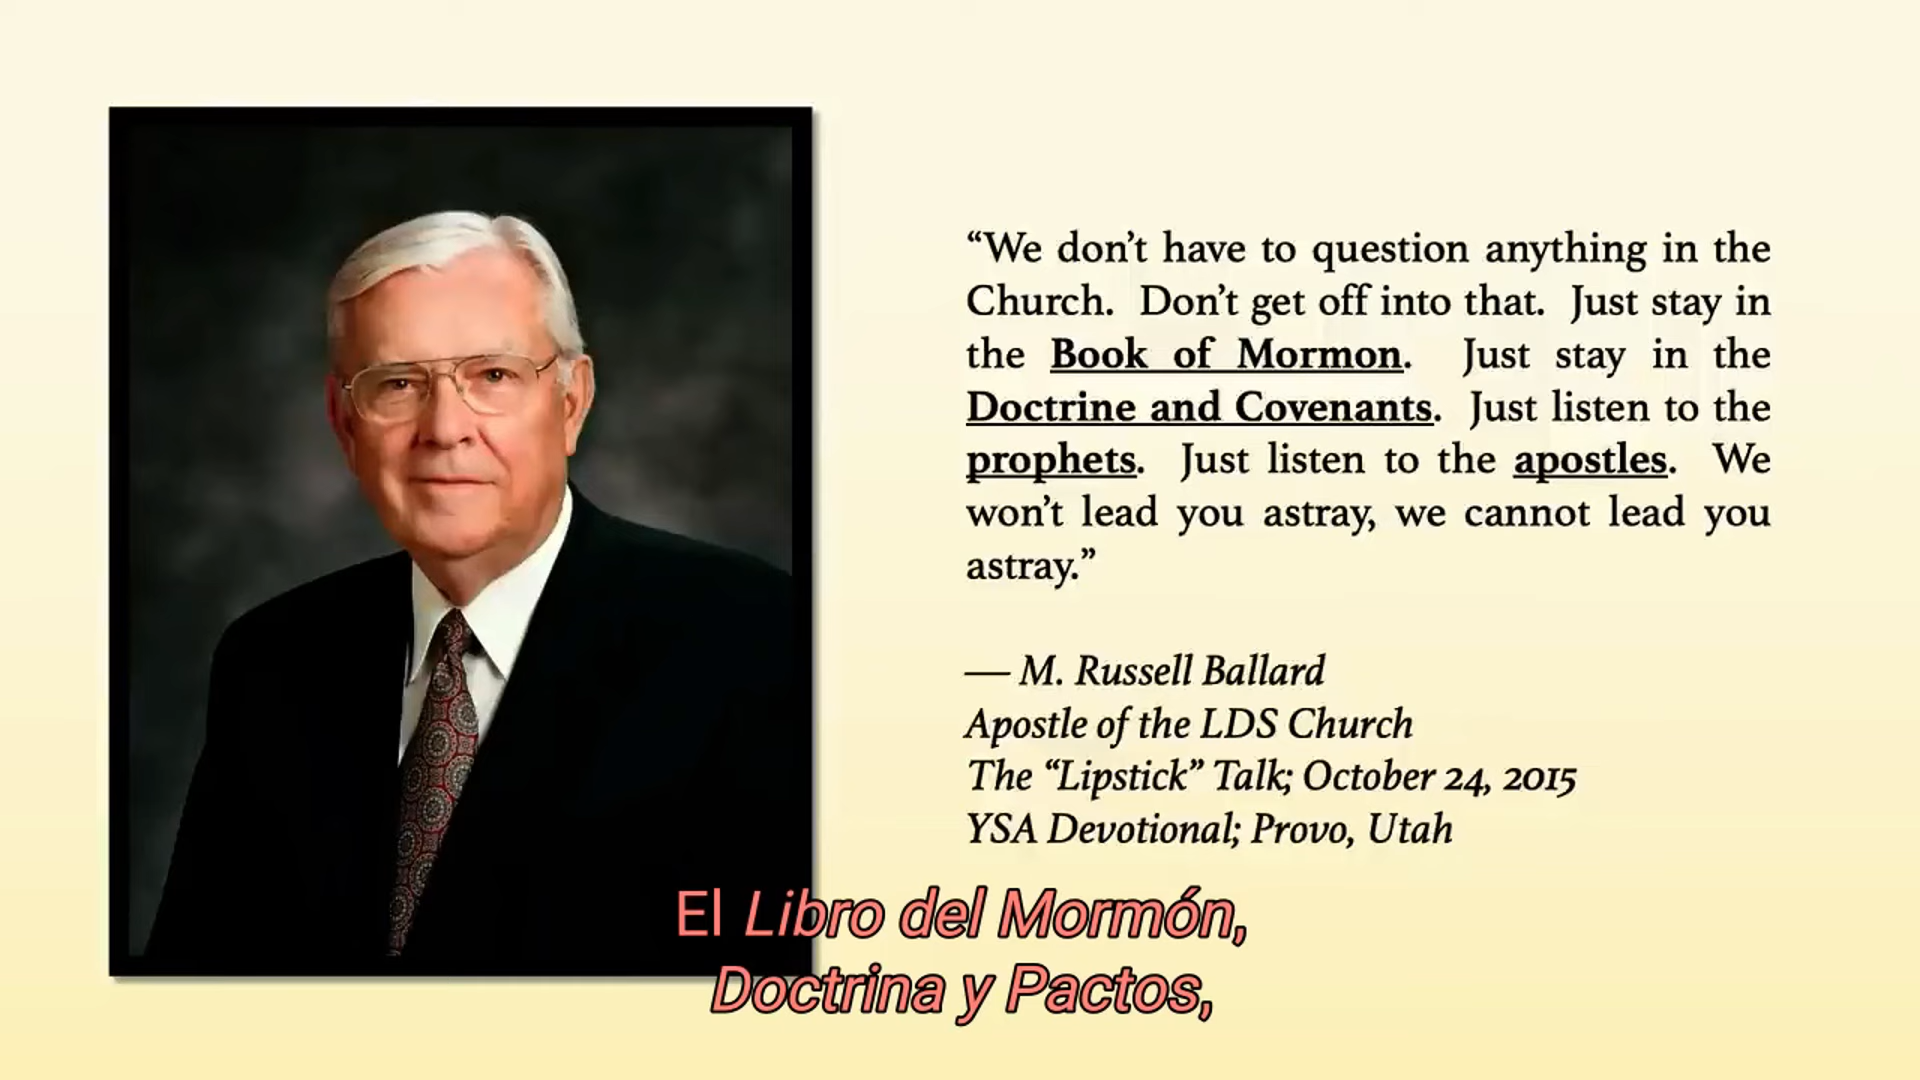 “We don’t have to question anything in the
Church. Don’t get off into that. Just stay in
the Book of Mormon. Just stay in the
Doctrine and Covenants. Just listen to the
prophets. Just listen to the apostles. We
won’t lead you astray, we cannot lead you
astray.”
— M. Russell Ballard
Apostle of the LDS Church
The “Lipstick” Talk; October 24, 2015
YSA Devotional; Provo, Utah
El Libro del Mormón,
Doctrina y Pactos,